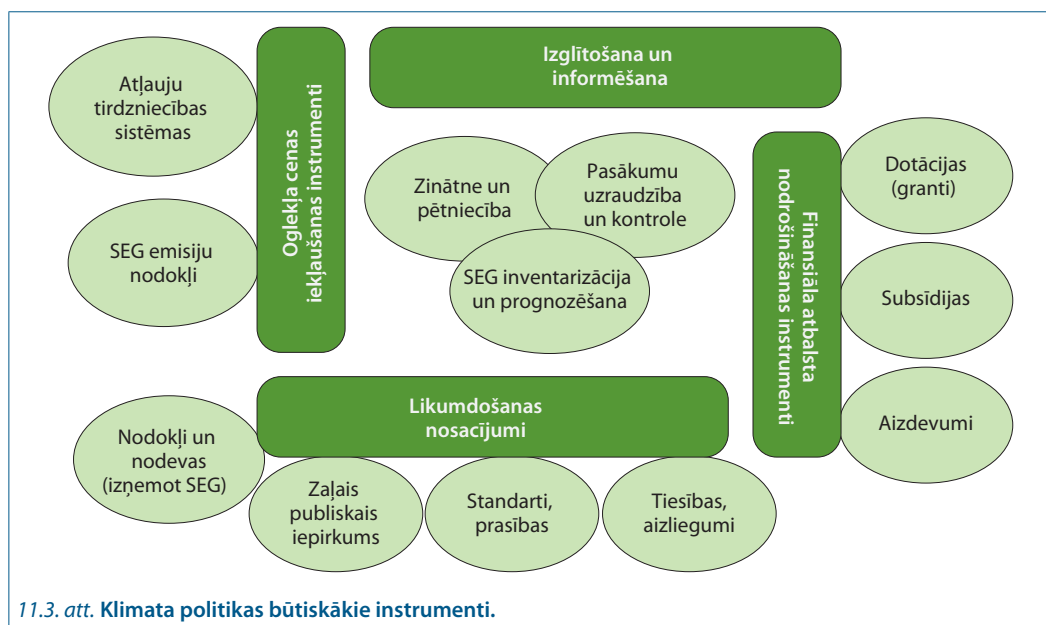 Atļauju
tirdzniecības
sistēmas
SEG emisiju
nodokļi
Oglekļa cenas
iekļaušanas instrumenti
Izglītošana un
informēšana
Zinātne un
pētniecība
Pasākumu
uzraudzība
un kontrole
SEG inventarizācija
un prognozēšana
Finansiāla atbalsta
nodrošināšanas instrumenti
Dotācijas
(granti)
Subsīdijas
Aizdevumi
Likumdošanas
nosacījumi
Nodokļi un
nodevas
(izņemot SEG)
Zaļais
publiskais
iepirkums
Standarti,
prasības
Tiesības,
aizliegumi
11.3. att. Klimata politikas būtiskākie instrumenti.